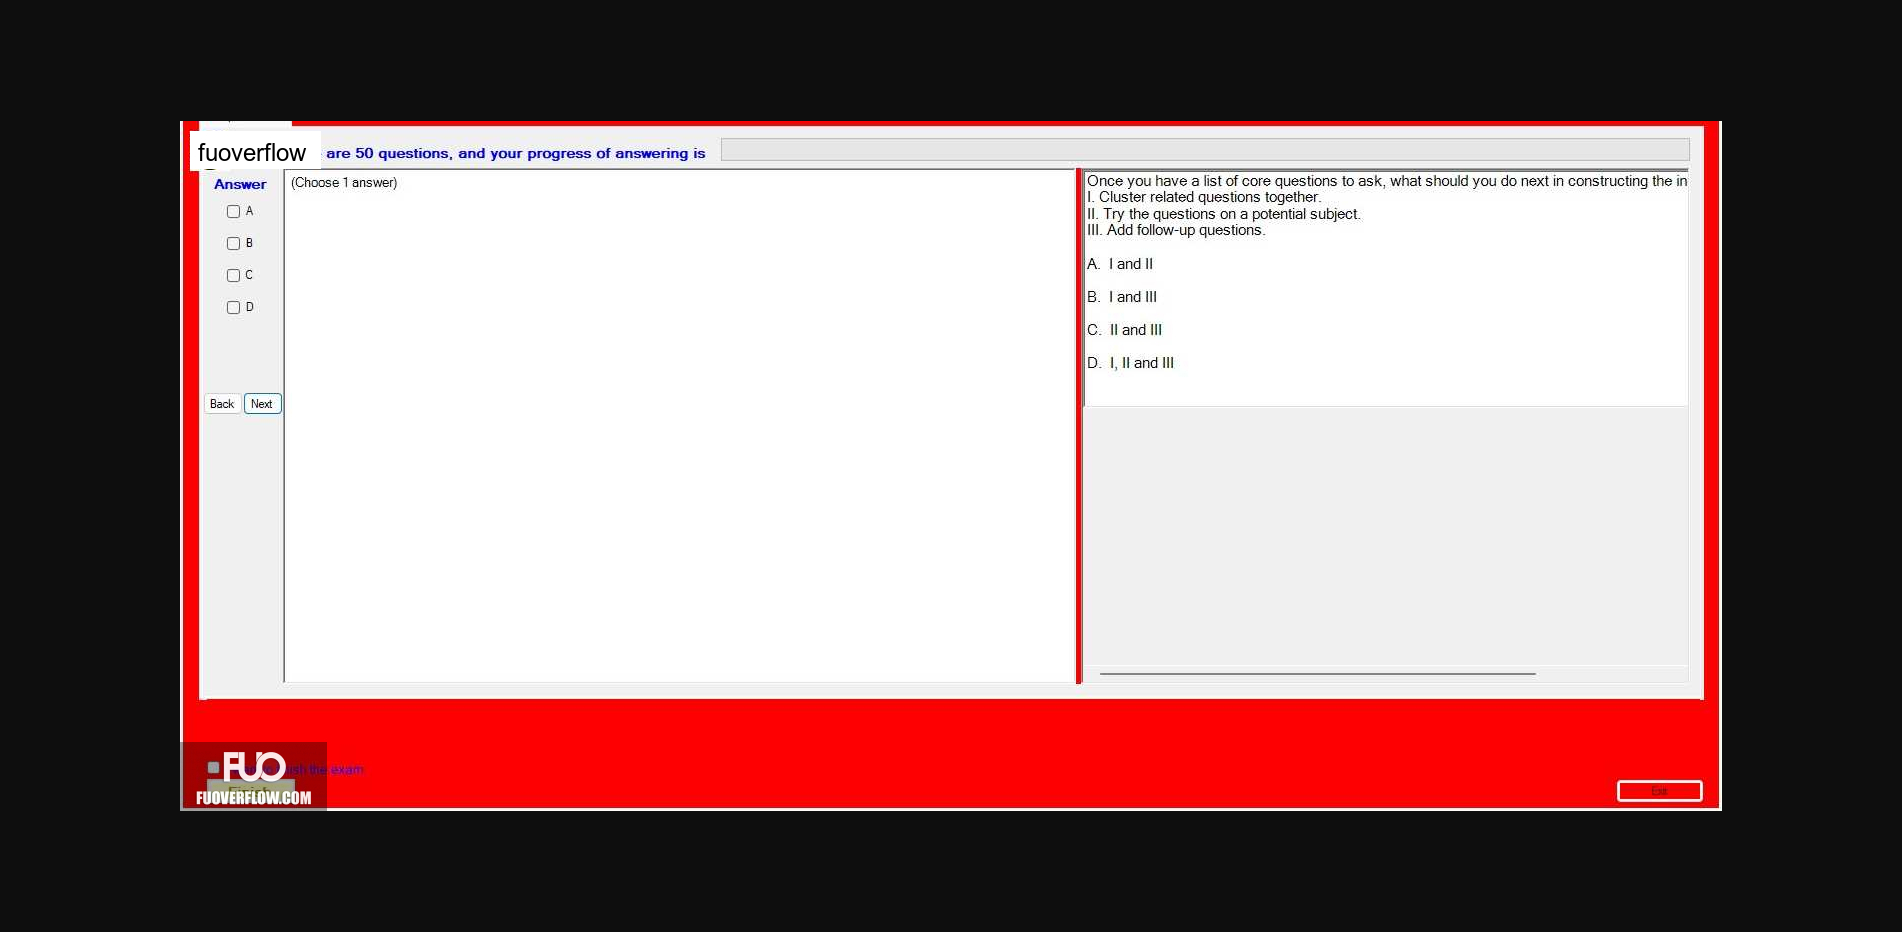 fuoverflow
are 50 questions, and your progress of answering is
Answer
A
B
C
D
Back Next
(Choose 1 answer)
Once you have a list of core questions to ask, what should you do next in constructing the in
I. Cluster related questions together.
II. Try the questions on a potential subject.
III. Add follow-up questions.
A. I and II
B. I and III
C. II and III
D. I, II and III
the exam
FUO
Finish
FUOVERFLOW.COM
Exit